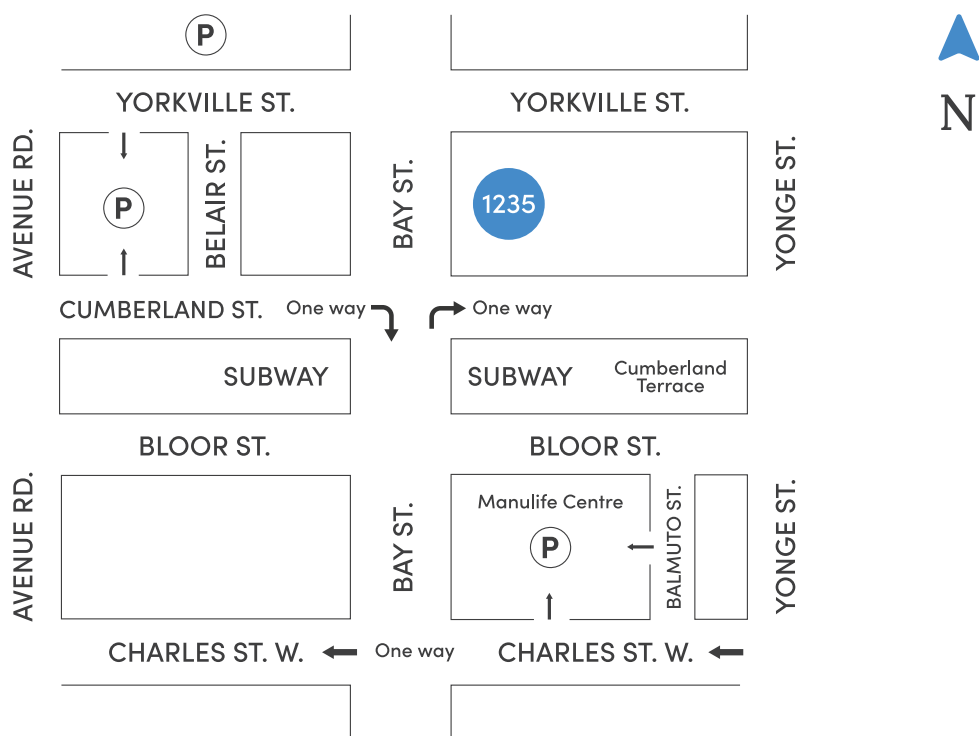 P
N
YORKVILLE ST.
YORKVILLE ST.
AVENUE RD.
P
BELAIR ST.
BAY ST.
1235
YONGE ST.
CUMBERLAND ST.
One way
One way
SUBWAY
SUBWAY
Cumberland
Terrace
BLOOR ST.
BLOOR ST.
AVENUE RD.
BAY ST.
Manulife Centre
P
BALMUTO ST.
YONGE ST.
CHARLES ST. W.
One way
CHARLES ST. W.